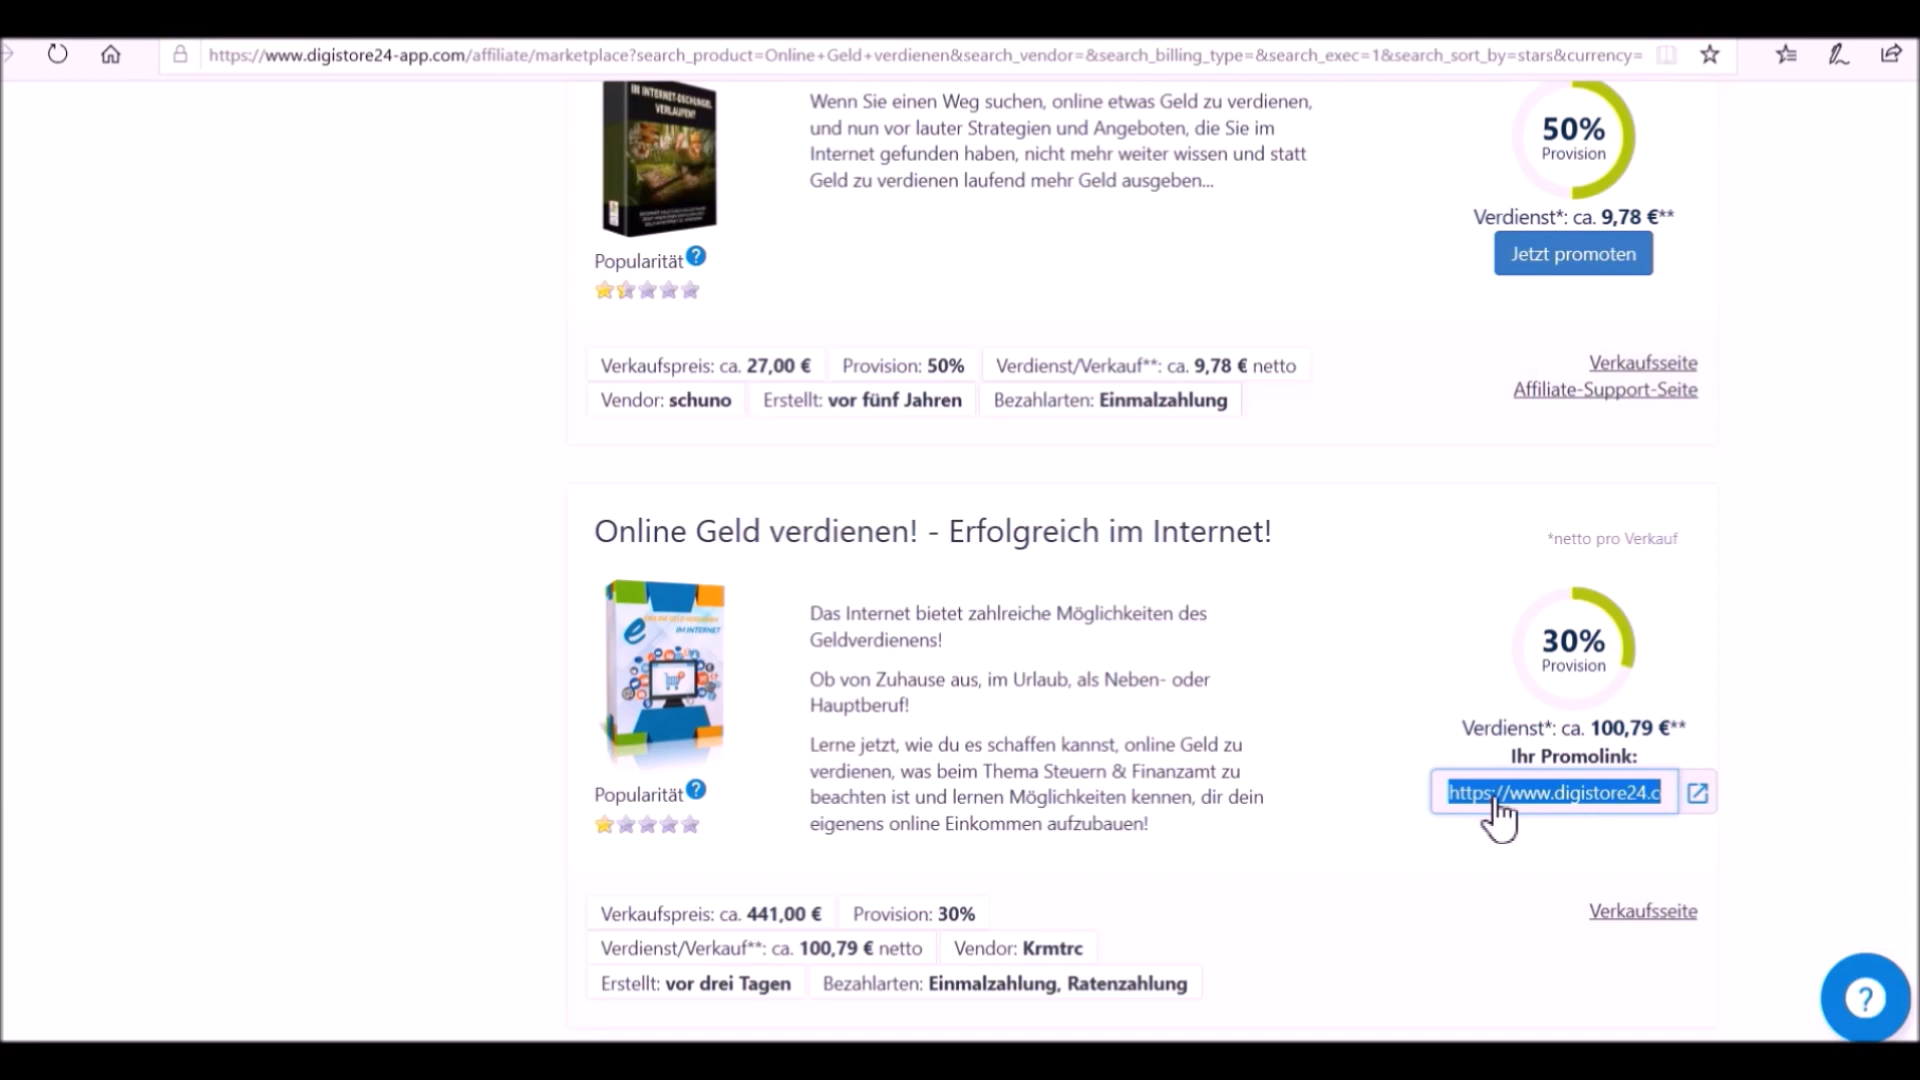 https://www.digistore24-app.com/affiliate/marketplace?search_product=Online+Geld+verdienen&search_vendor=&search_billing_type=&search_exec=1&search_sort_by=stars&currency=
IM INTERNET-DSCHUNGEL
VERLAUFEN?
Wenn Sie einen Weg suchen, online etwas Geld zu verdienen,
und nun vor lauter Strategien und Angeboten, die Sie im
Internet gefunden haben, nicht mehr weiter wissen und statt
Geld zu verdienen laufend mehr Geld ausgeben...
50%
Provision
Verdienst*: ca. 9,78 €**
Jetzt promoten
Popularität ?
Verkaufspreis: ca. 27,00 € Provision: 50% Verdienst/Verkauf**: ca. 9,78 € netto
Vendor: schuno Erstellt: vor fünf Jahren Bezahlarten: Einmalzahlung
Verkaufsseite
Affiliate-Support-Seite
Online Geld verdienen! - Erfolgreich im Internet!
*netto pro Verkauf
e
IM INTERNET
Das Internet bietet zahlreiche Möglichkeiten des
Geldverdienens!
Ob von Zuhause aus, im Urlaub, als Neben- oder
Hauptberuf!
Lerne jetzt, wie du es schaffen kannst, online Geld zu
verdienen, was beim Thema Steuern & Finanzamt zu
beachten ist und lernen Möglichkeiten kennen, dir dein
eigenens online Einkommen aufzubauen!
30%
Provision
Verdienst*: ca. 100,79 €**
Ihr Promolink:
https://www.digistore24.c
Popularität ?
Verkaufspreis: ca. 441,00 € Provision: 30%
Verdienst/Verkauf**: ca. 100,79 € netto Vendor: Krmtrc
Erstellt: vor drei Tagen Bezahlarten: Einmalzahlung, Ratenzahlung
Verkaufsseite
?